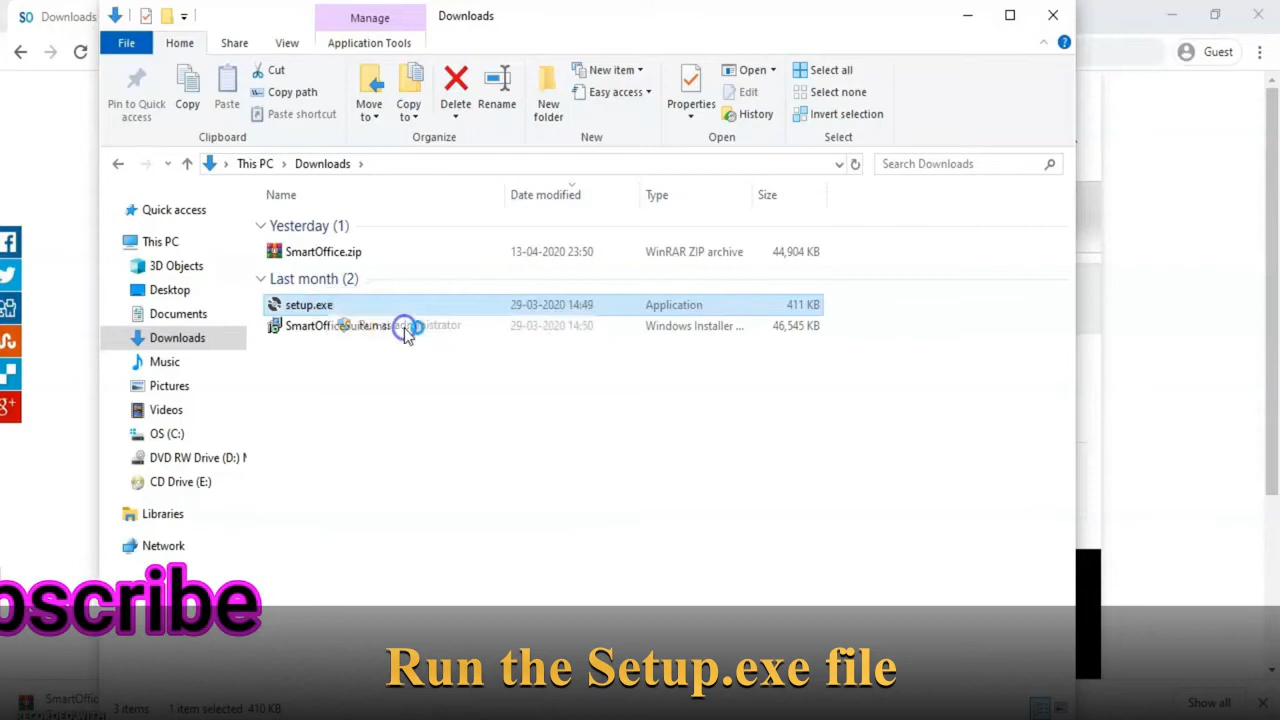 SO Downloads
Manage
Downloads
Guest
File
Home
Share
View
Application Tools
Pin to Quick access
Copy
Paste
Cut
Copy path
Paste shortcut
Clipboard
Move to
Copy to
Delete
Rename
Organize
New folder
New item
Easy access
New
Properties
Open
Edit
History
Open
Select all
Select none
Invert selection
Select
This PC > Downloads >
Search Downloads
Name
Date modified
Type
Size
Quick access
This PC
3D Objects
Desktop
Documents
Downloads
Music
Pictures
Videos
OS (C:)
DVD RW Drive (D:) M
CD Drive (E:)
Libraries
Network
Yesterday (1)
SmartOffice.zip 13-04-2020 23:50 WinRAR ZIP archive 44,904 KB
Last month (2)
setup.exe 29-03-2020 14:49 Application 411 KB
29-03-2020 14:50 Windows Installer ... 46,545 KB
bscribe
Run the Setup.exe file
SmartOffic
3 items 1 item selected 410 KB
Show all